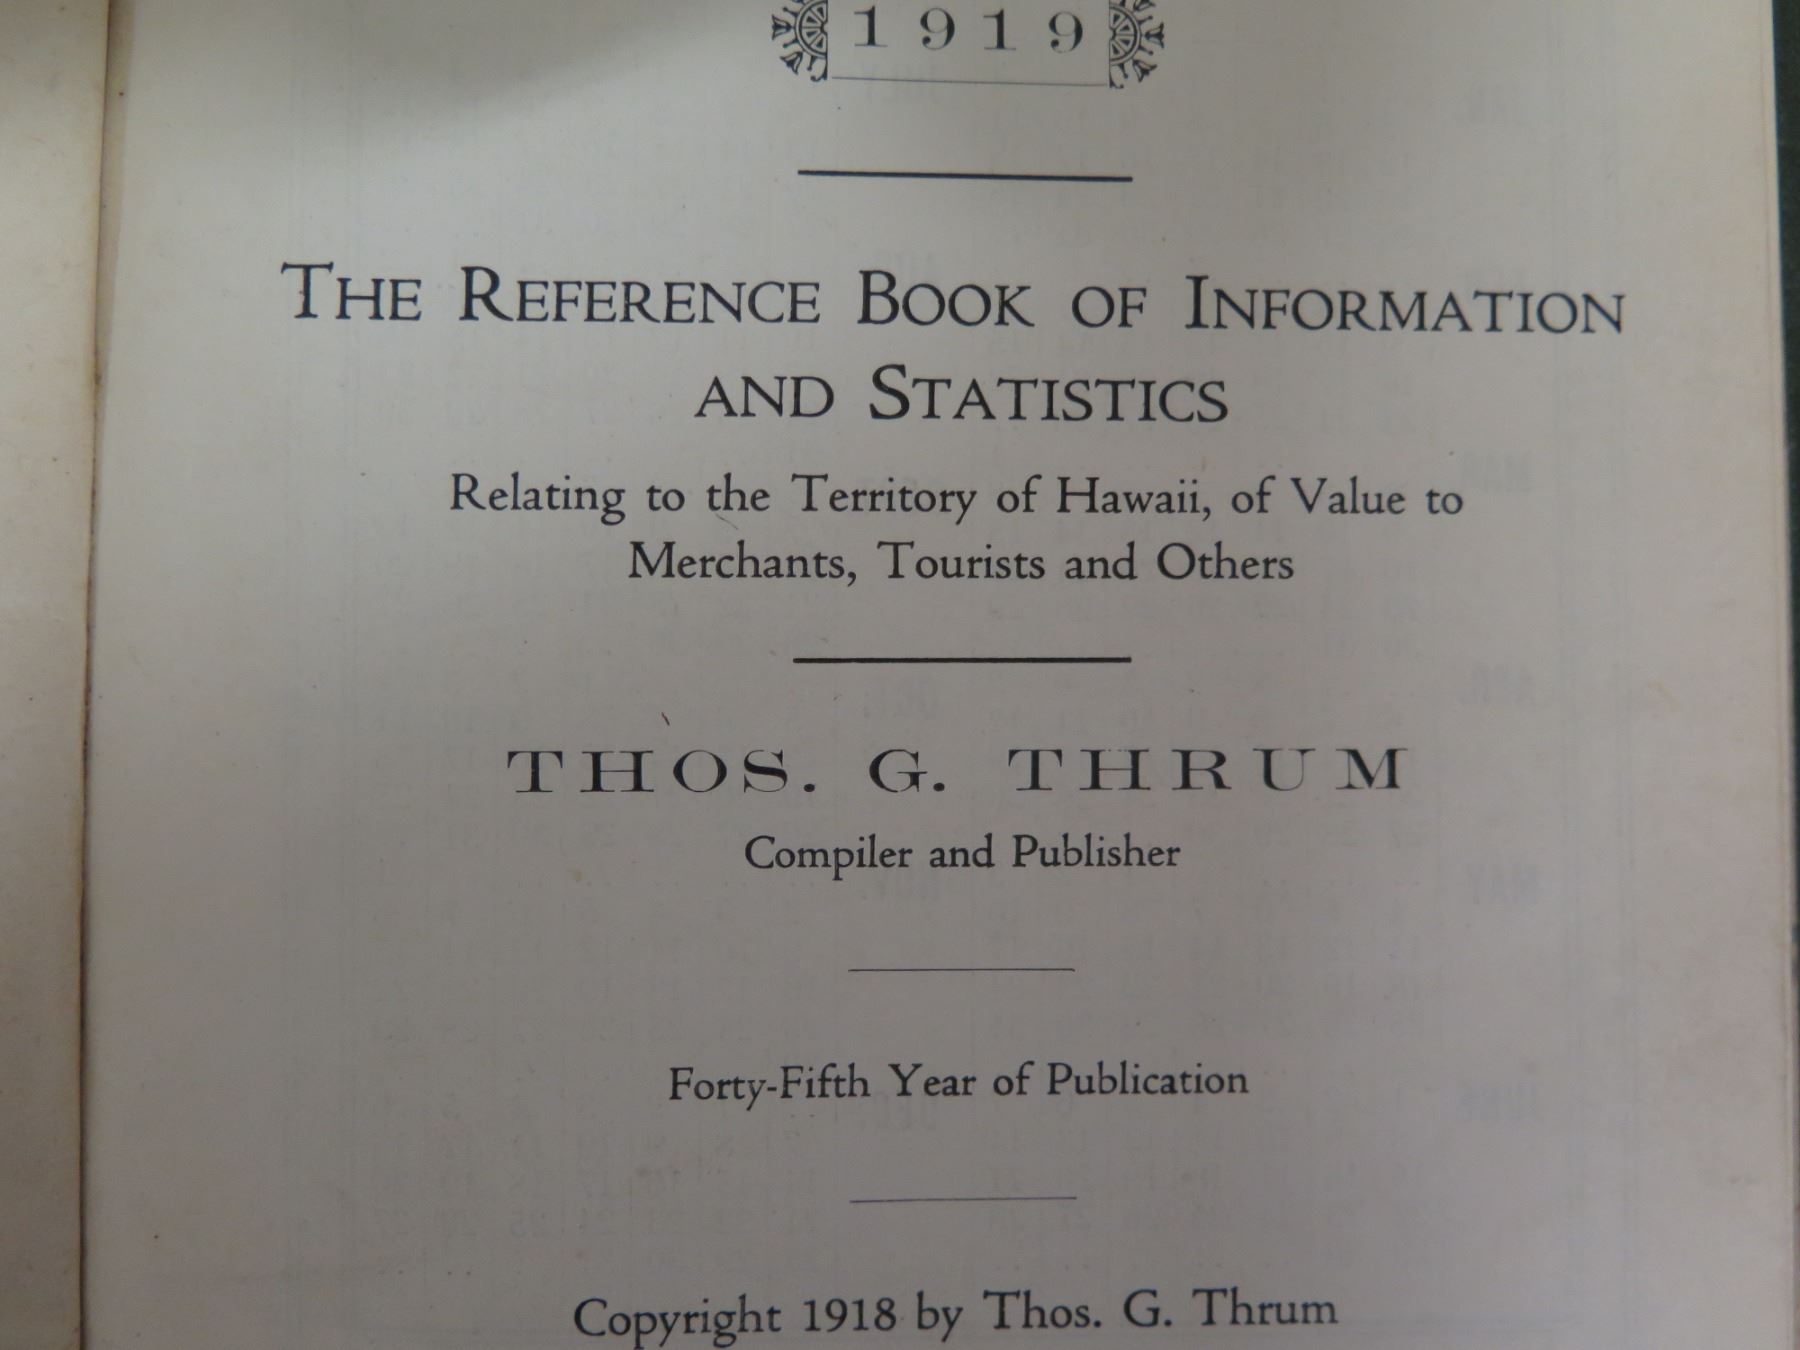 1919
THE REFERENCE BOOK OF INFORMATION
AND STATISTICS
Relating to the Territory of Hawaii, of Value to
Merchants, Tourists and Others
THOS. G. THRUM
Compiler and Publisher
Forty-Fifth Year of Publication
Copyright 1918 by Thos. G. Thrum